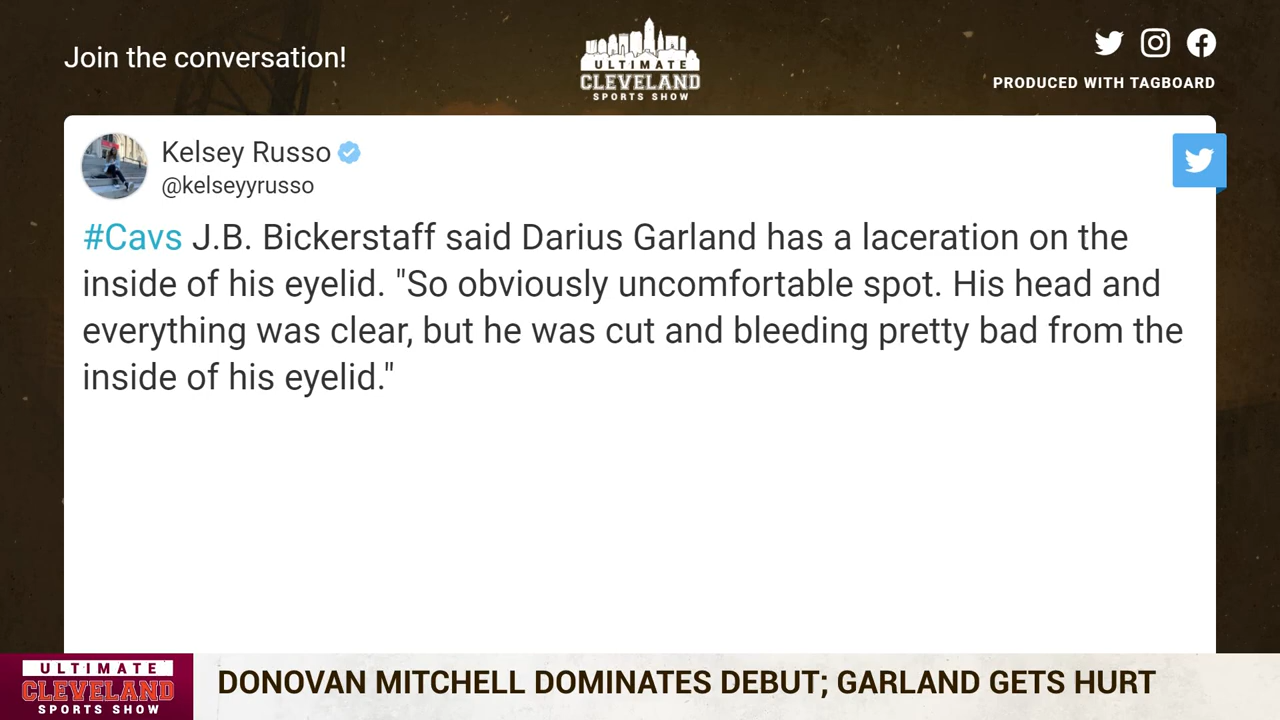 Join the conversation!
ULTIMATE
CLEVELAND
SPORTS SHOW
PRODUCED WITH TAGBOARD
Kelsey Russo
@kelseyyrusso
#Cavs J.B. Bickerstaff said Darius Garland has a laceration on the
inside of his eyelid. "So obviously uncomfortable spot. His head and
everything was clear, but he was cut and bleeding pretty bad from the
inside of his eyelid."
ULTIMATE
CLEVELAND
SPORTS SHOW
DONOVAN MITCHELL DOMINATES DEBUT; GARLAND GETS HURT